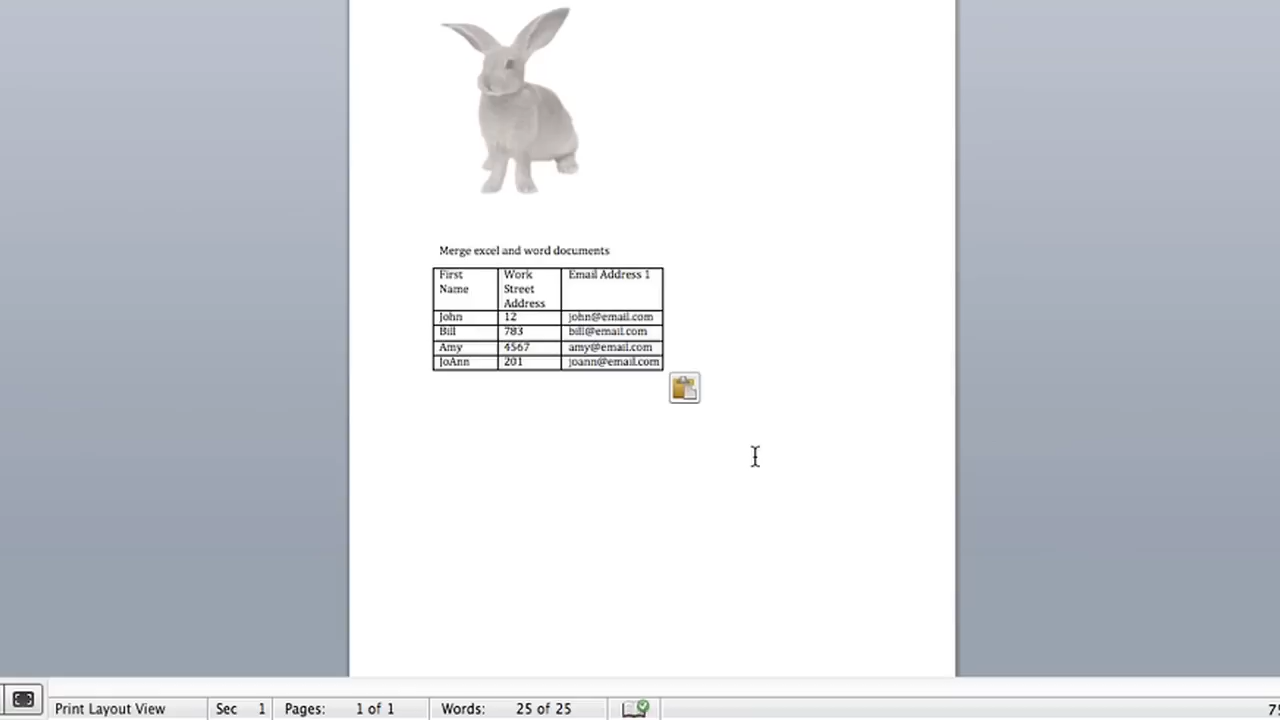 Merge excel and word documents
First Name Work Street Address Email Address 1
John 12 john@email.com
Bill 783 bill@email.com
Amy 4567 amy@email.com
JoAnn 201 joann@email.com
Print Layout View Sec 1 Pages: 1 of 1 Words: 25 of 25